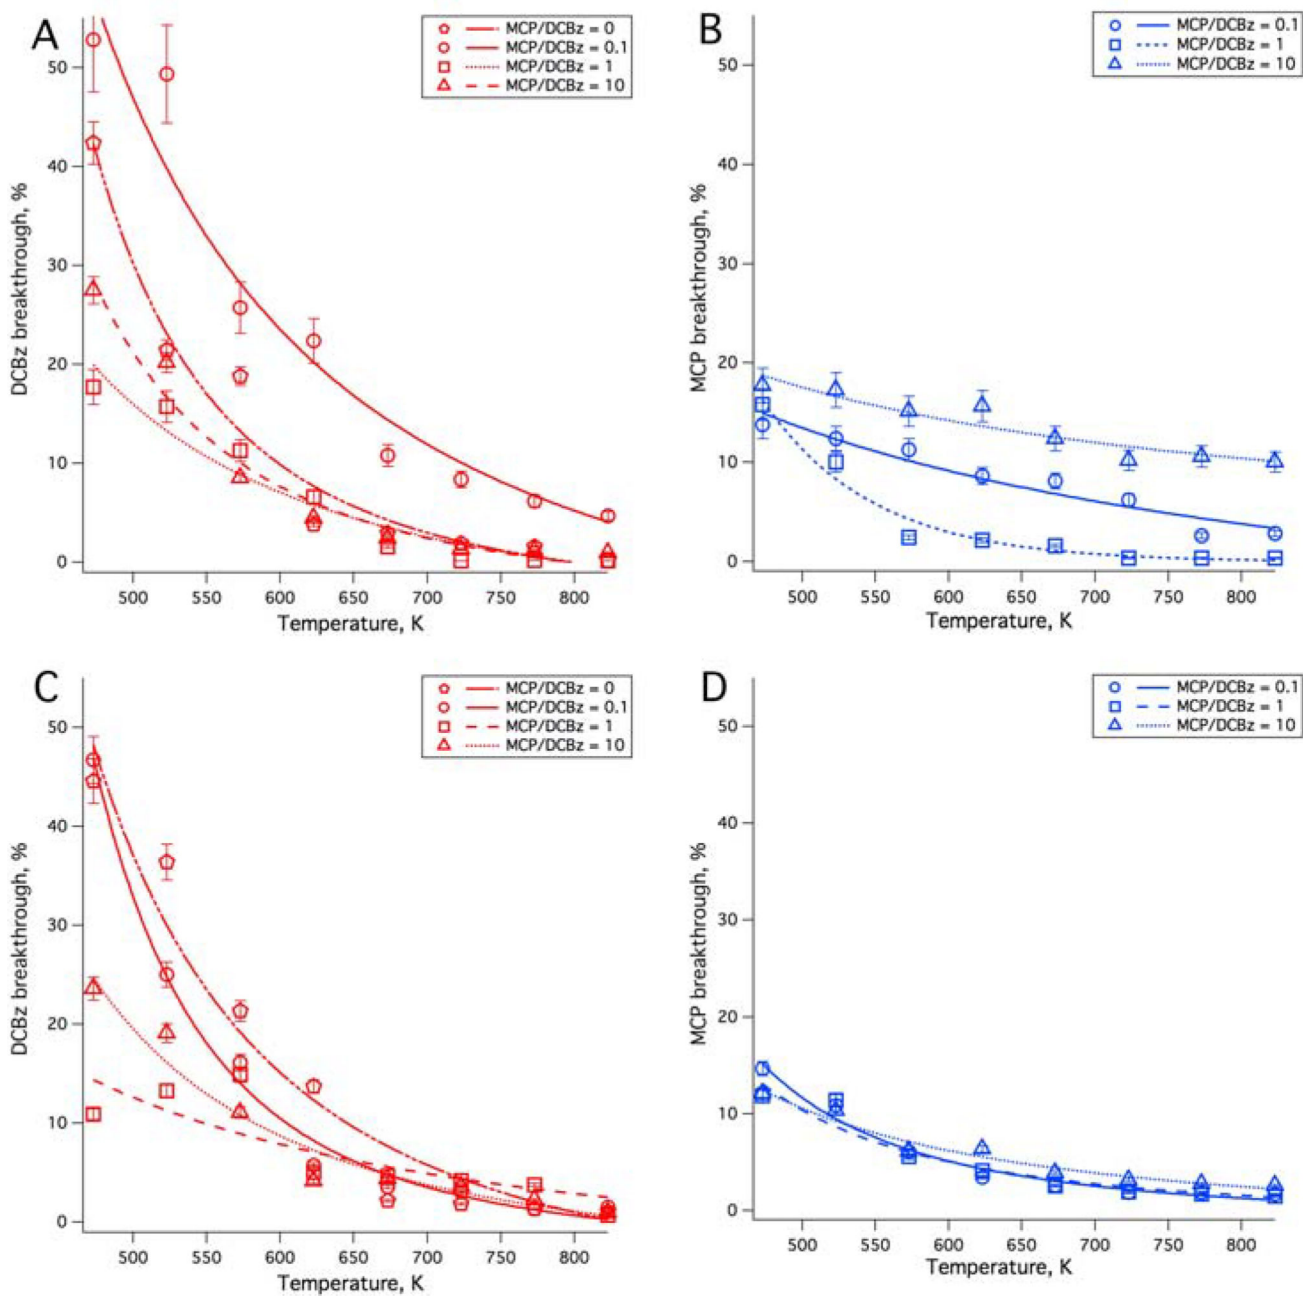 A
MCP/DCBz = 0
MCP/DCBz = 0.1
MCP/DCBz = 1
MCP/DCBz = 10
DCBz breakthrough, %
50
40
30
20
10
0
500 550 600 650 700 750 800
Temperature, K
B
MCP/DCBz = 0.1
MCP/DCBz = 1
MCP/DCBz = 10
MCP breakthrough, %
50
40
30
20
10
0
500 550 600 650 700 750 800
Temperature, K
C
MCP/DCBz = 0
MCP/DCBz = 0.1
MCP/DCBz = 1
MCP/DCBz = 10
DCBz breakthrough, %
50
40
30
20
10
0
500 550 600 650 700 750 800
Temperature, K
D
MCP/DCBz = 0.1
MCP/DCBz = 1
MCP/DCBz = 10
MCP breakthrough, %
50
40
30
20
10
0
500 550 600 650 700 750 800
Temperature, K